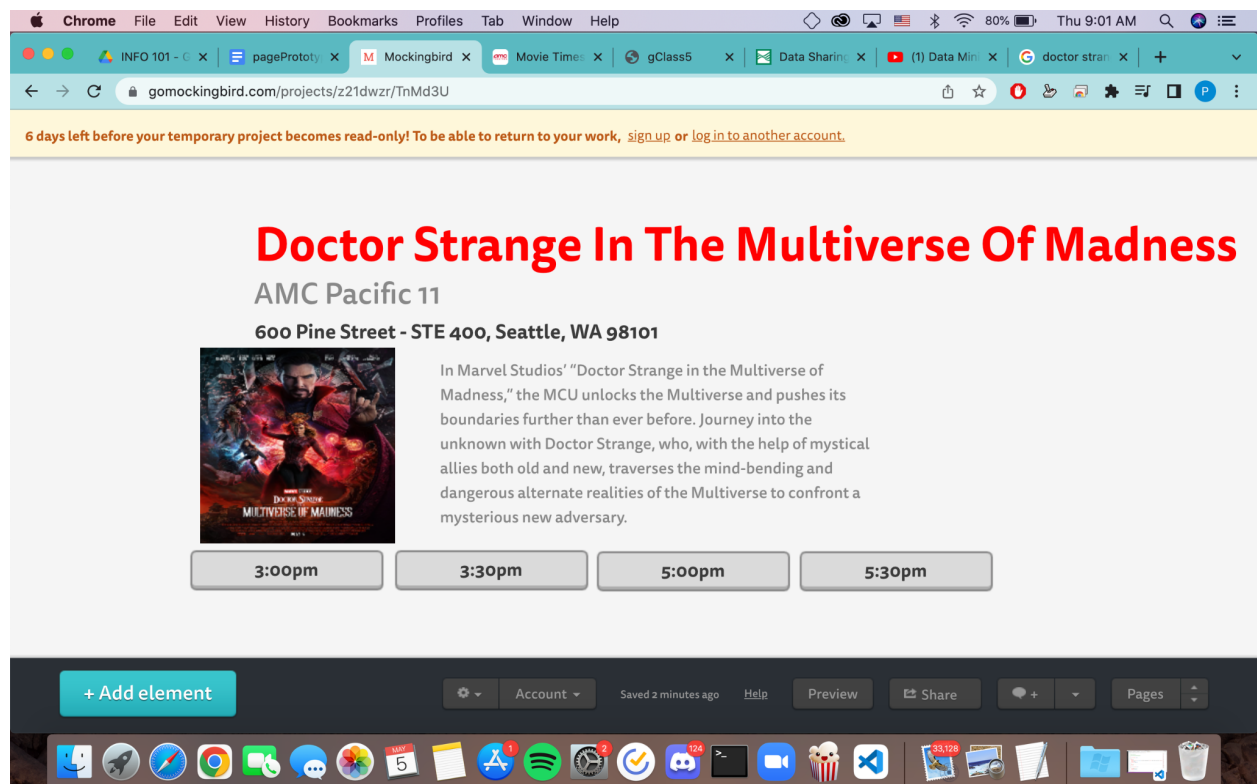 Chrome File Edit View History Bookmarks Profiles Tab Window Help 80% Thu 9:01 AM
INFO 101 - G pagePrototy Mockingbird amc Movie Times gClass5 Data Sharing (1) Data Mini doctor stran
gomockingbird.com/projects/z21dwzr/TnMd3U P
6 days left before your temporary project becomes read-only! To be able to return to your work, sign up or log in to another account.
Doctor Strange In The Multiverse Of Madness
AMC Pacific 11
600 Pine Street - STE 400, Seattle, WA 98101
In Marvel Studios' "Doctor Strange in the Multiverse of
Madness," the MCU unlocks the Multiverse and pushes its
boundaries further than ever before. Journey into the
unknown with Doctor Strange, who, with the help of mystical
allies both old and new, traverses the mind-bending and
dangerous alternate realities of the Multiverse to confront a
mysterious new adversary.
DOCTOR STRANGE
MULTIVERSE OF MADNESS
3:00pm 3:30pm 5:00pm 5:30pm
+ Add element Account Saved 2 minutes ago Help Preview Share + Pages
MAY
5 1 2 124 33,128